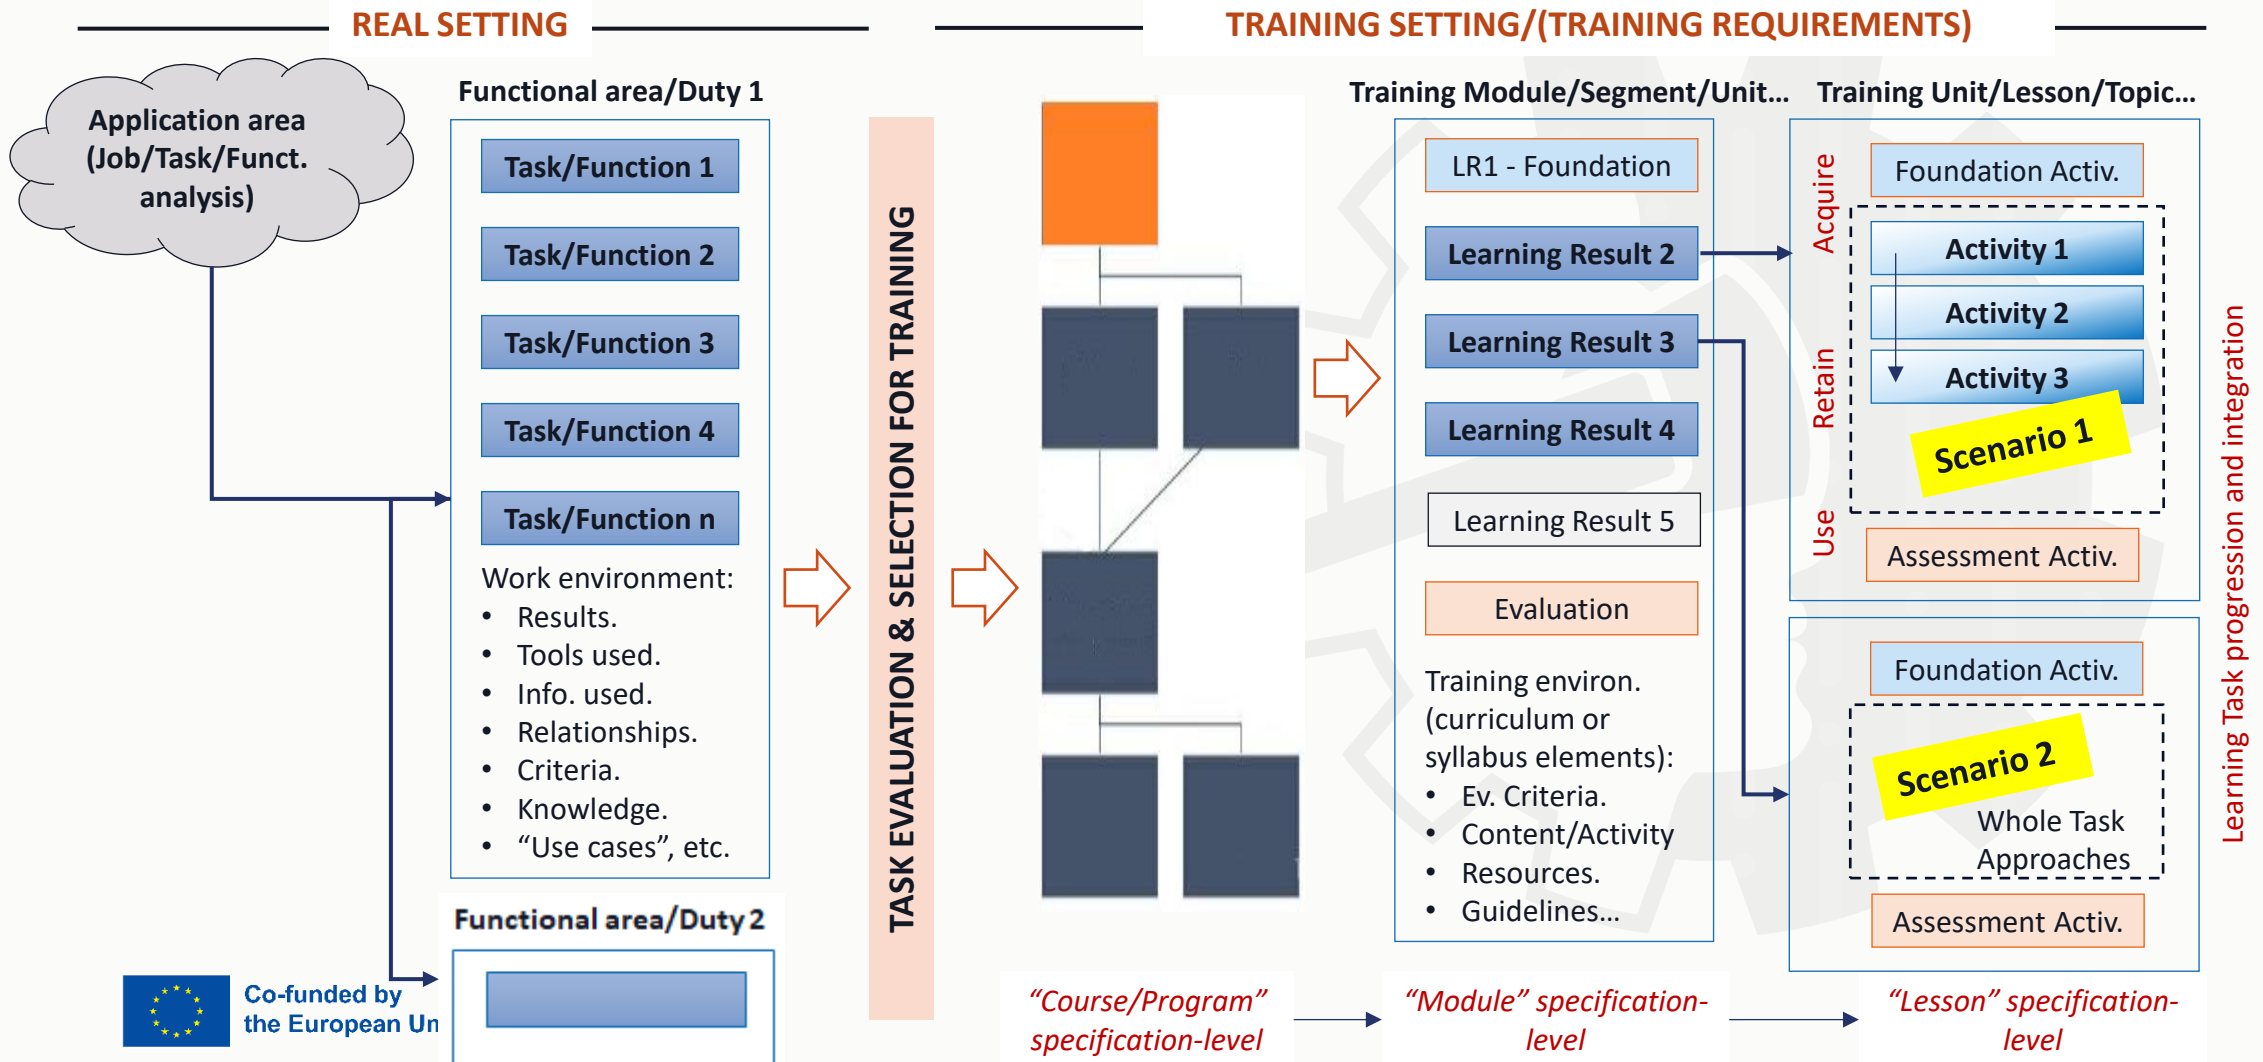 REAL SETTING
TRAINING SETTING/(TRAINING REQUIREMENTS)
Application area
(Job/Task/Funct.
analysis)
Functional area/Duty 1
Task/Function 1
Task/Function 2
Task/Function 3
Task/Function 4
Task/Function n
Work environment:
• Results.
• Tools used.
• Info. used.
• Relationships.
• Criteria.
• Knowledge.
• “Use cases”, etc.
Functional area/Duty 2
Co-funded by
the European Un
TASK EVALUATION & SELECTION FOR TRAINING
Training Module/Segment/Unit...
LR1 - Foundation
Learning Result 2
Learning Result 3
Learning Result 4
Learning Result 5
Evaluation
Training environ.
(curriculum or
syllabus elements):
• Ev. Criteria.
• Content/Activity
• Resources.
• Guidelines...
Training Unit/Lesson/Topic...
Acquire
Retain
Use
Foundation Activ.
Activity 1
Activity 2
Activity 3
Scenario 1
Assessment Activ.
Foundation Activ.
Scenario 2
Whole Task
Approaches
Assessment Activ.
Learning Task progression and integration
“Course/Program”
specification-level
“Module” specification-
level
“Lesson” specification-
level